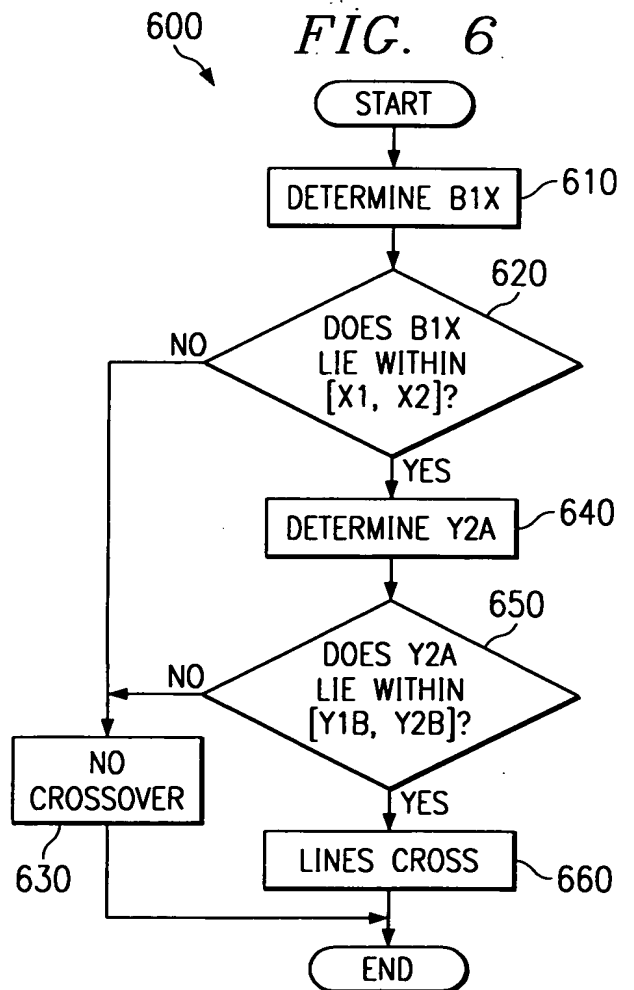 FIG. 6
600
START
DETERMINE B1X
610
620
DOES B1X
LIE WITHIN
[X1, X2]?
NO
YES
DETERMINE Y2A
640
650
DOES Y2A
LIE WITHIN
[Y1B, Y2B]?
NO
YES
NO
CROSSOVER
630
LINES CROSS
660
END